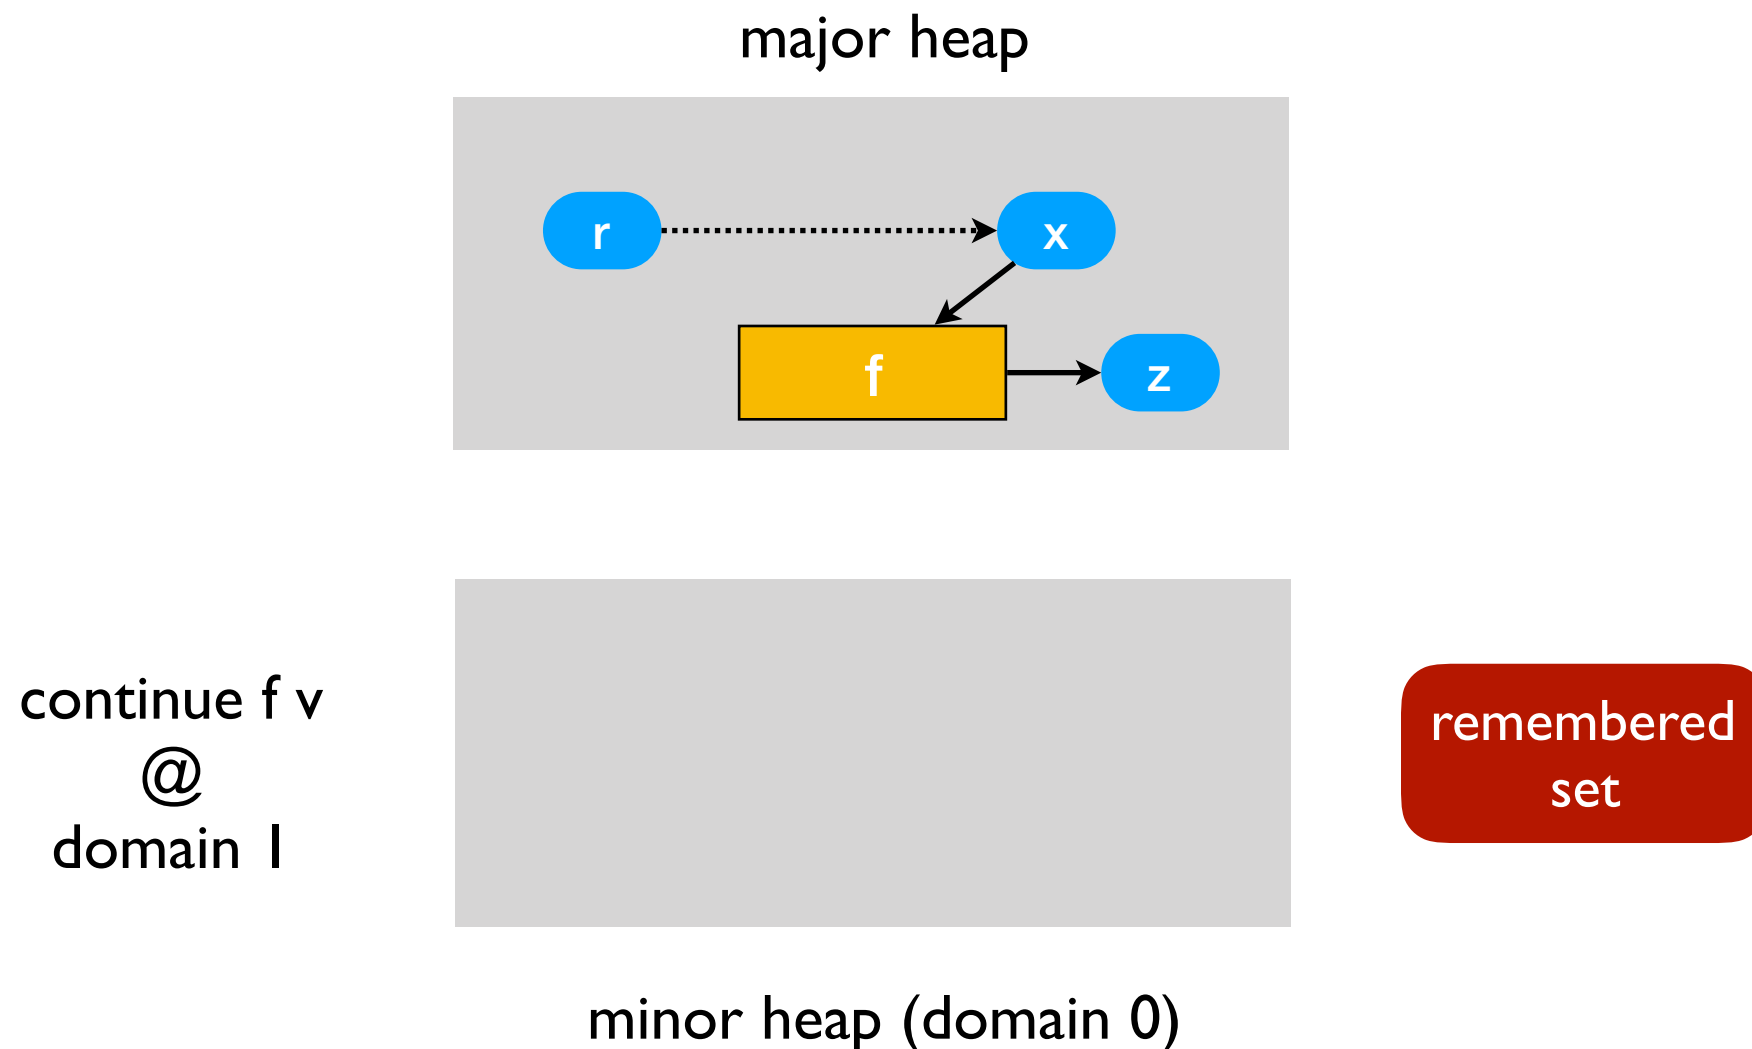 major heap
r
x
f
z
continue f v
@
domain 1
remembered
set
minor heap (domain 0)